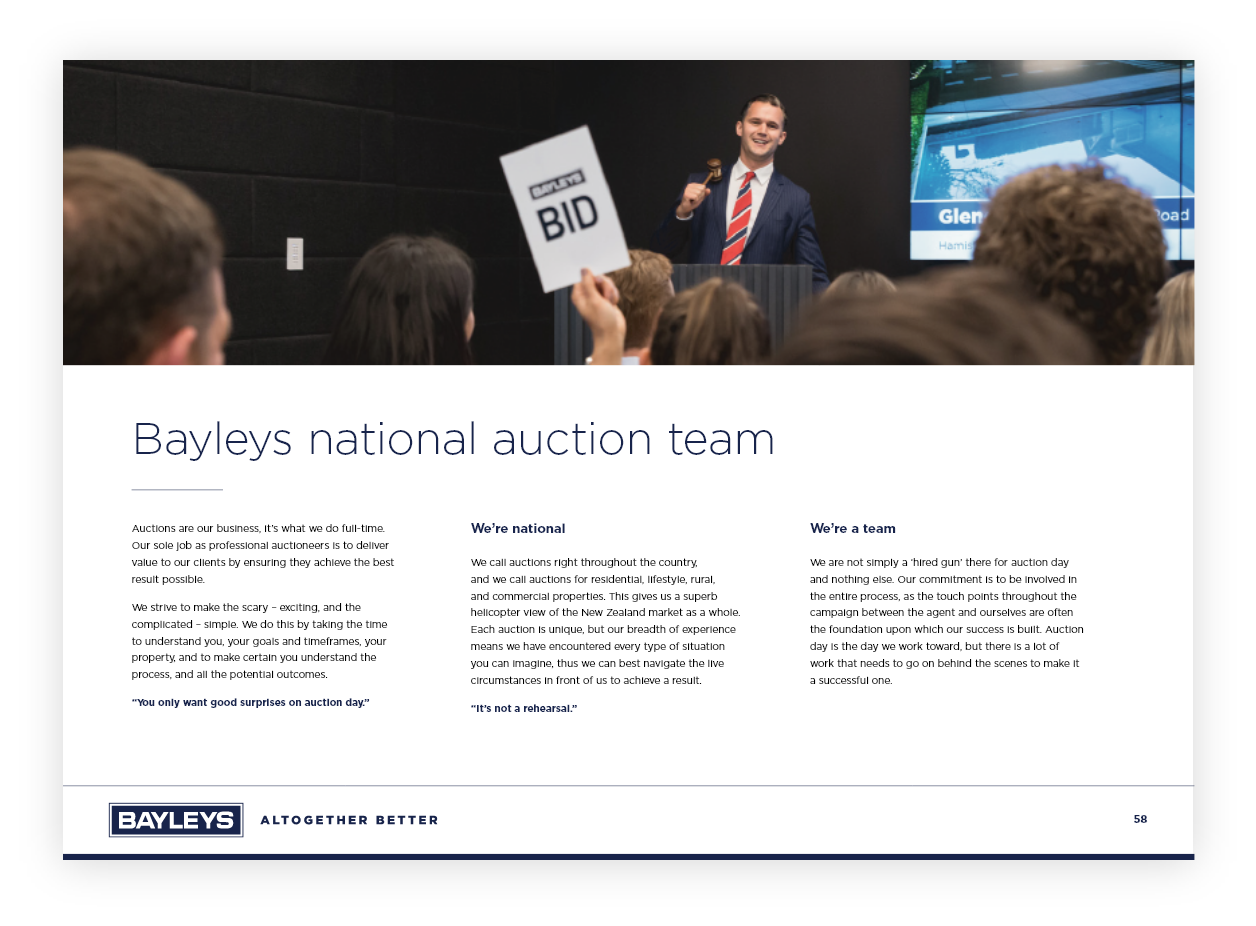 BAYLEYS
BID
Glen
Road
Bayleys national auction team
Auctions are our business, it's what we do full-time.
Our sole job as professional auctioneers is to deliver
value to our clients by ensuring they achieve the best
result possible.
We strive to make the scary – exciting, and the
complicated – simple. We do this by taking the time
to understand you, your goals and timeframes, your
property, and to make certain you understand the
process, and all the potential outcomes.
“You only want good surprises on auction day.”
We’re national
We call auctions right throughout the country,
and we call auctions for residential, lifestyle, rural,
and commercial properties. This gives us a superb
helicopter view of the New Zealand market as a whole.
Each auction is unique, but our breadth of experience
means we have encountered every type of situation
you can imagine, thus we can best navigate the live
circumstances in front of us to achieve a result.
“It’s not a rehearsal.”
We’re a team
We are not simply a ‘hired gun’ there for auction day
and nothing else. Our commitment is to be involved in
the entire process, as the touch points throughout the
campaign between the agent and ourselves are often
the foundation upon which our success is built. Auction
day is the day we work toward, but there is a lot of
work that needs to go on behind the scenes to make it
a successful one.
BAYLEYS ALTOGETHER BETTER
58